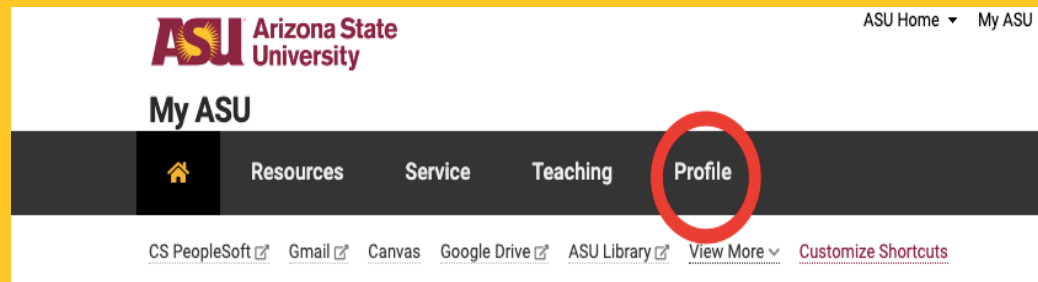 ASU Arizona State University
ASU Home My ASU
My ASU
Resources Service Teaching Profile
CS PeopleSoft Gmail Canvas Google Drive ASU Library View More Customize Shortcuts